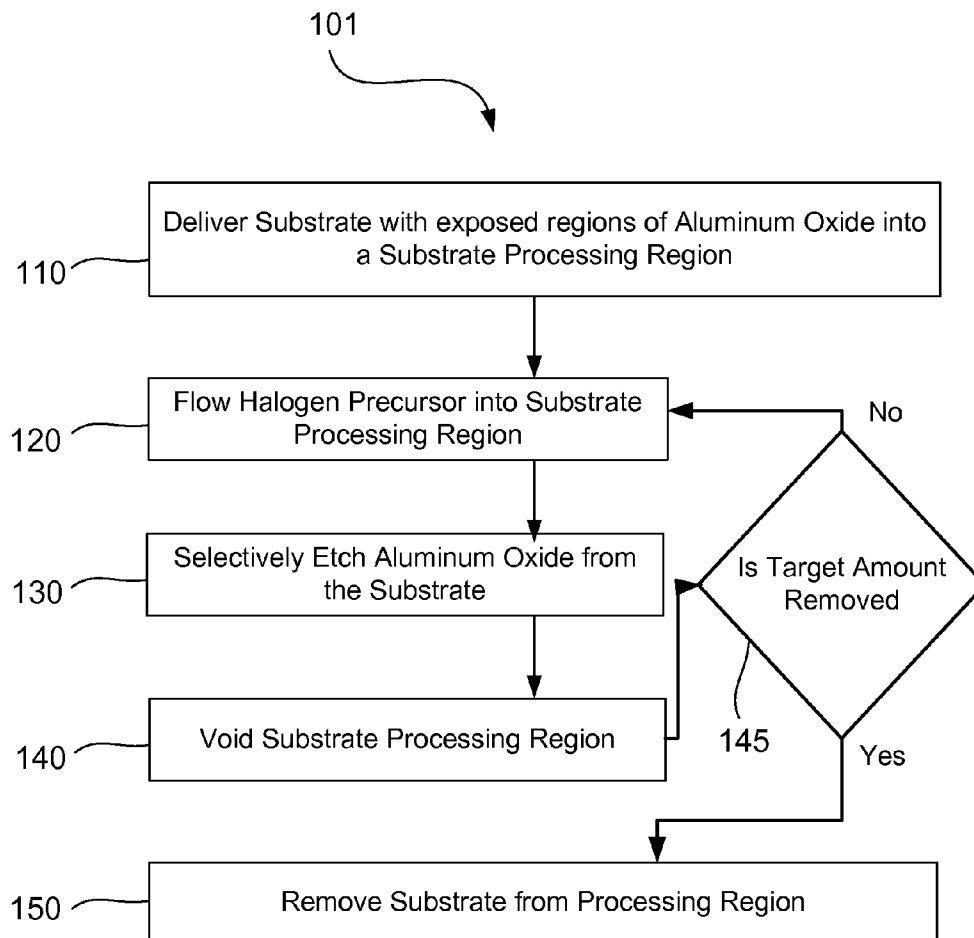 101
Deliver Substrate with exposed regions of Aluminum Oxide into
a Substrate Processing Region
110
Flow Halogen Precursor into Substrate
Processing Region
120
No
Selectively Etch Aluminum Oxide from
the Substrate
130
Is Target Amount
Removed
145
Void Substrate Processing Region
140
Yes
Remove Substrate from Processing Region
150